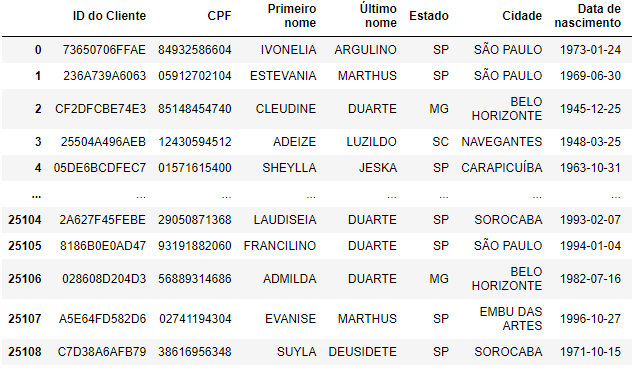 ID do Cliente CPF Primeiro nome Último nome Estado Cidade Data de nascimento
0 73650706FFAE 84932586604 IVONELIA ARGULINO SP SÃO PAULO 1973-01-24
1 236A739A6063 05912702104 ESTEVANIA MARTHUS SP SÃO PAULO 1969-06-30
2 CF2DFCBE74E3 85148454740 CLEUDINE DUARTE MG BELO HORIZONTE 1945-12-25
3 25504A496AEB 12430594512 ADEIZE LUZILDO SC NAVEGANTES 1948-03-25
4 05DE6BCDFEC7 01571615400 SHEYLLA JESKA SP CARAPICUÍBA 1963-10-31
... ... ... ... ... ... ... ...
25104 2A627F45FEBE 29050871368 LAUDISEIA DUARTE SP SOROCABA 1993-02-07
25105 8186B0E0AD47 93191882060 FRANCILINO DUARTE SP SÃO PAULO 1994-01-04
25106 028608D204D3 56889314686 ADMILDA DUARTE MG BELO HORIZONTE 1982-07-16
25107 A5E64FD582D6 02741194304 EVANISE MARTHUS SP EMBU DAS ARTES 1996-10-27
25108 C7D38A6AFB79 38616956348 SUYLA DEUSIDETE SP SOROCABA 1971-10-15